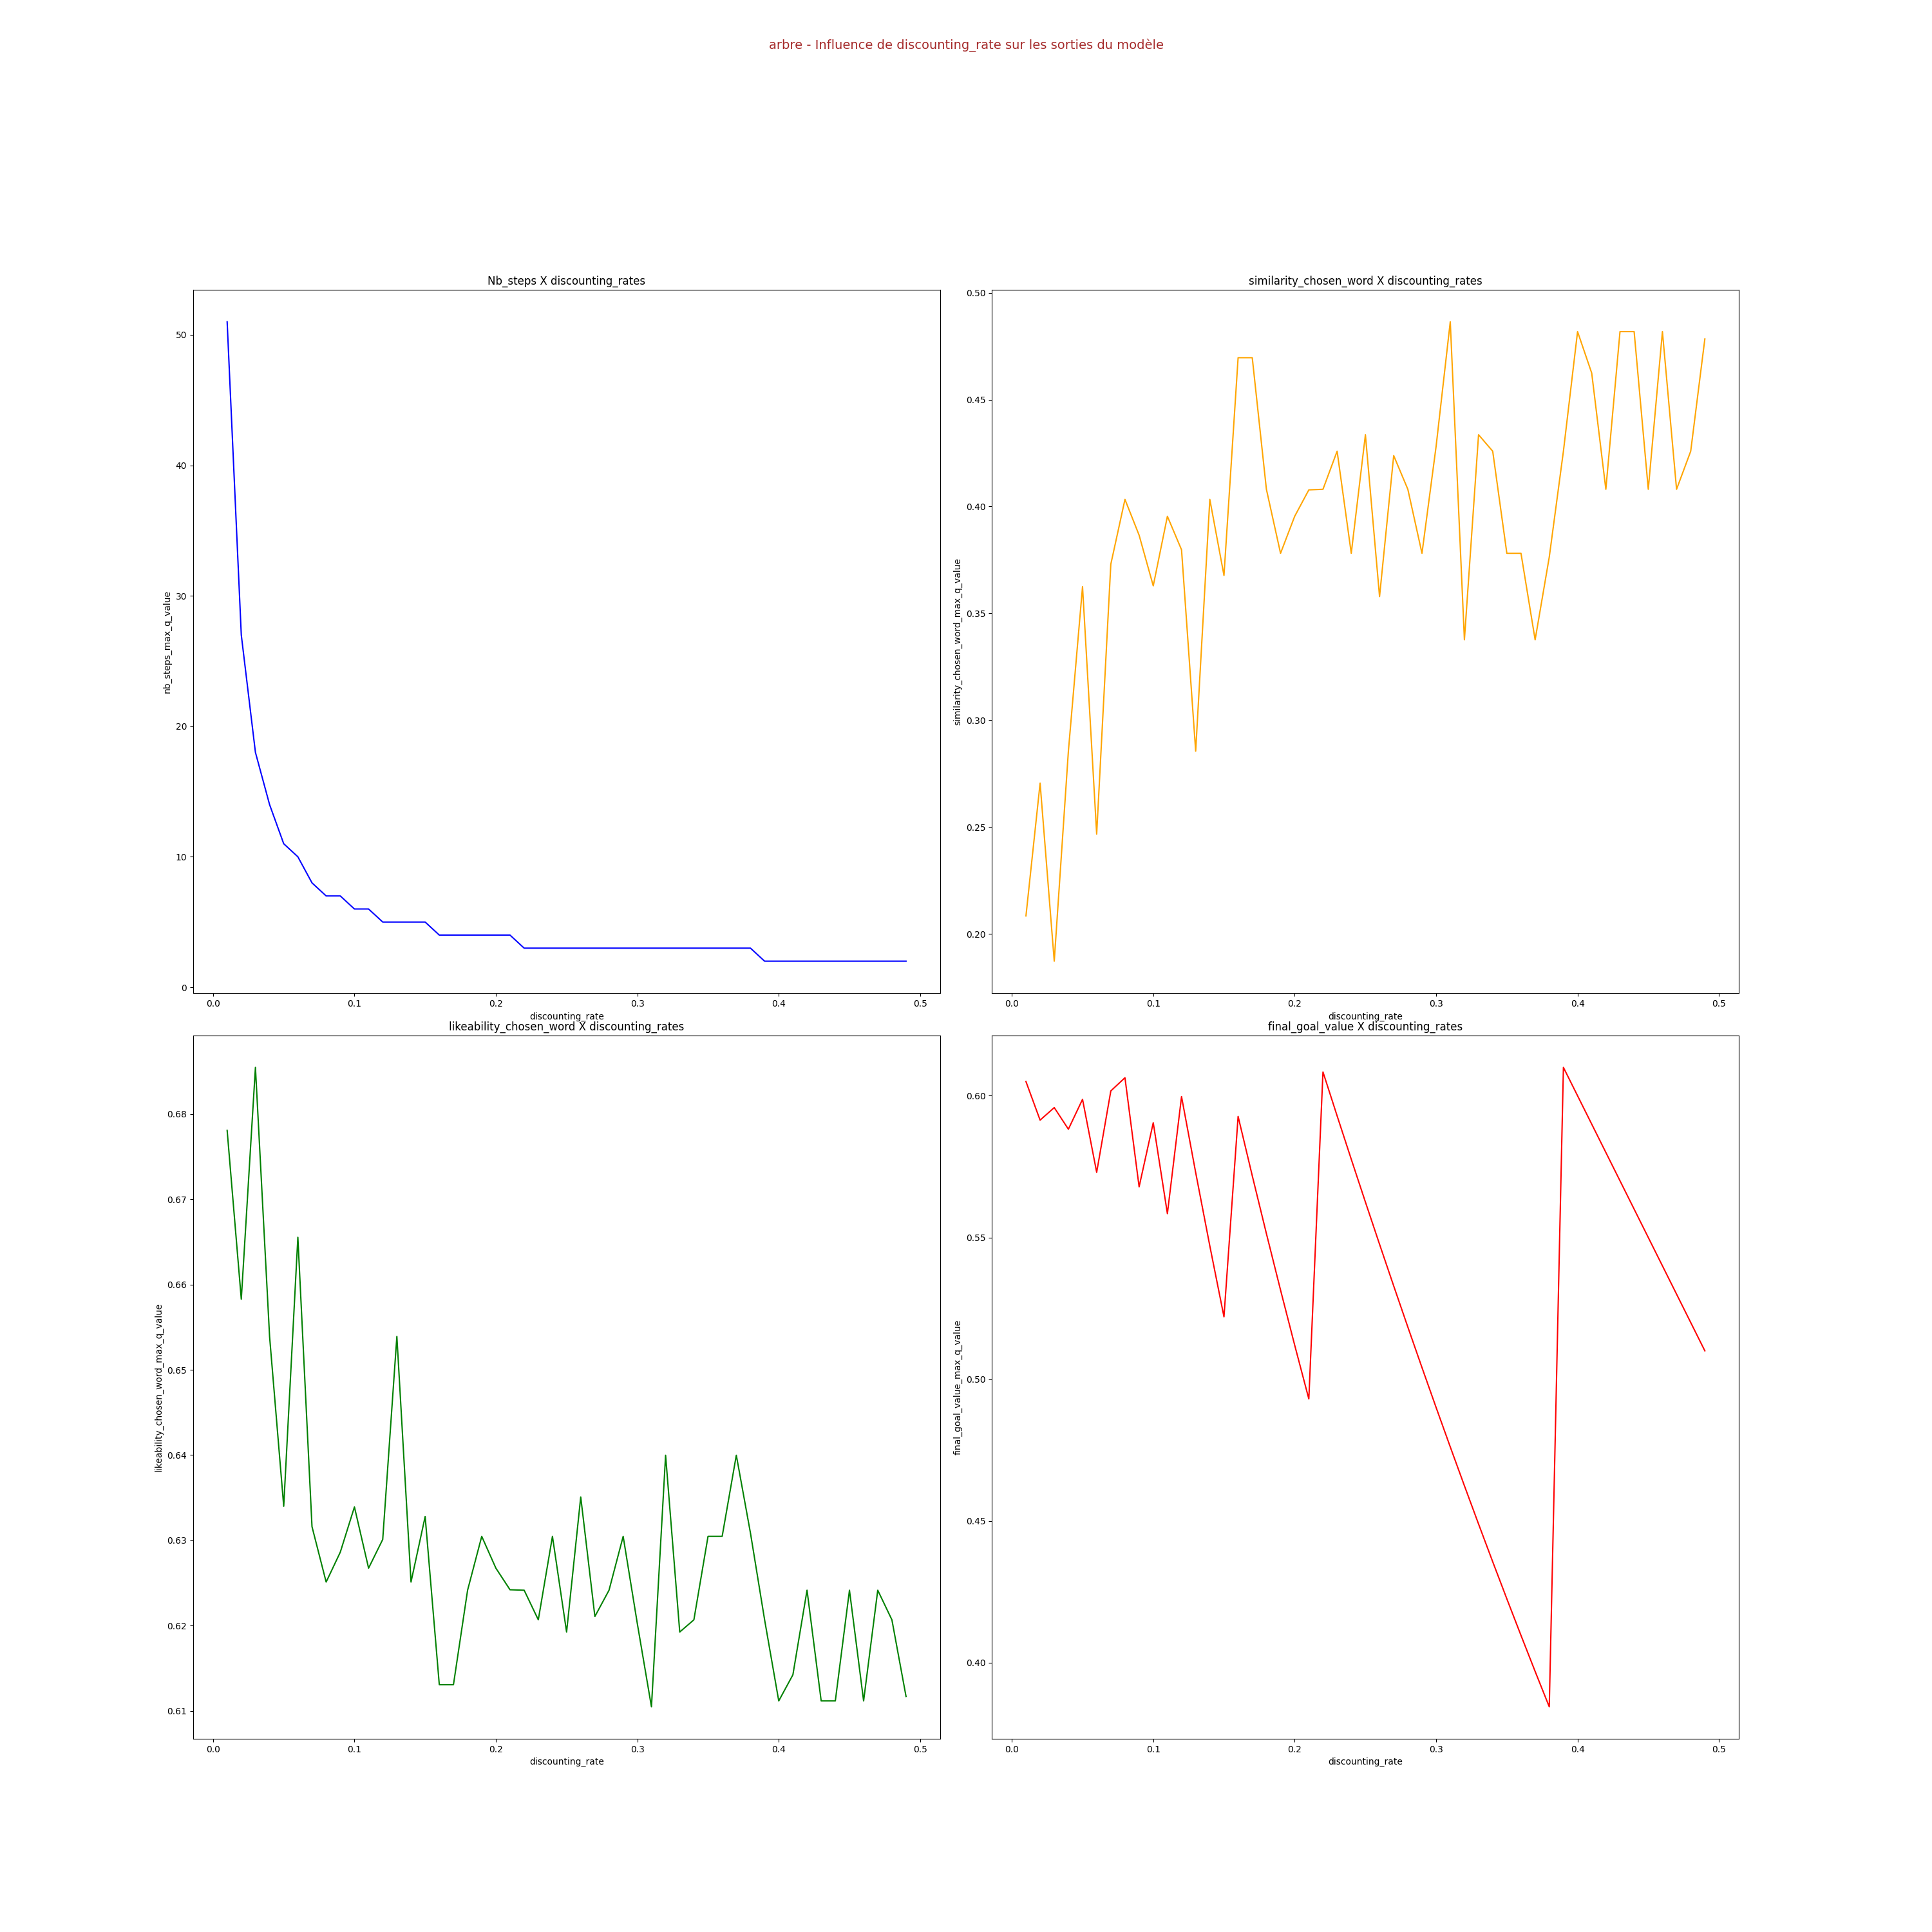 arbre - Influence de discounting_rate sur les sorties du modèle
Nb_steps X discounting_rates
nb_steps_max_q_value
50
40
30
20
10
0
0.0 0.1 0.2 0.3 0.4 0.5
discounting_rate
similarity_chosen_word X discounting_rates
similarity_chosen_word_max_q_value
0.50
0.45
0.40
0.35
0.30
0.25
0.20
0.0 0.1 0.2 0.3 0.4 0.5
discounting_rate
likeability_chosen_word X discounting_rates
likeability_chosen_word_max_q_value
0.68
0.67
0.66
0.65
0.64
0.63
0.62
0.61
0.0 0.1 0.2 0.3 0.4 0.5
discounting_rate
final_goal_value X discounting_rates
final_goal_value_max_q_value
0.60
0.55
0.50
0.45
0.40
0.0 0.1 0.2 0.3 0.4 0.5
discounting_rate